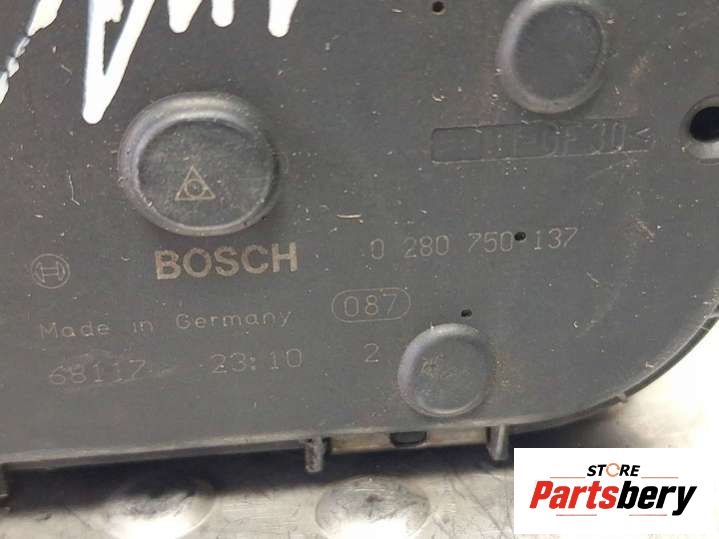 BOSCH 0 280 750 137
Made in Germany 087
68117 23:10 2
STORE
Partsbery